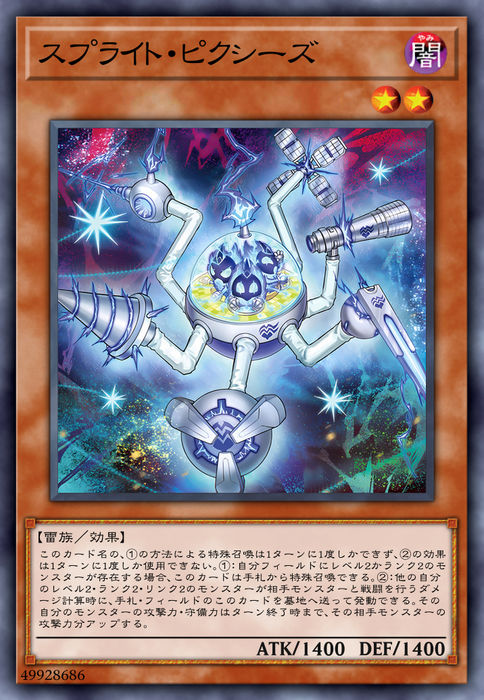 スプライト・ピクシーズ
やみ
闇
【雷族／効果】
このカード名の、①の方法による特殊召喚は1ターンに1度しかできず、②の効果
は1ターンに1度しか使用できない。①：自分フィールドにレベル2かランク2のモ
ンスターが存在する場合、このカードは手札から特殊召喚できる。②：他の自分
のレベル2・ランク2・リンク2のモンスターが相手モンスターと戦闘を行うダメ
ージ計算時に、手札・フィールドのこのカードを墓地へ送って発動できる。その
自分のモンスターの攻撃力・守備力はターン終了時まで、その相手モンスターの
攻撃力分アップする。
ATK/1400 DEF/1400
49928686